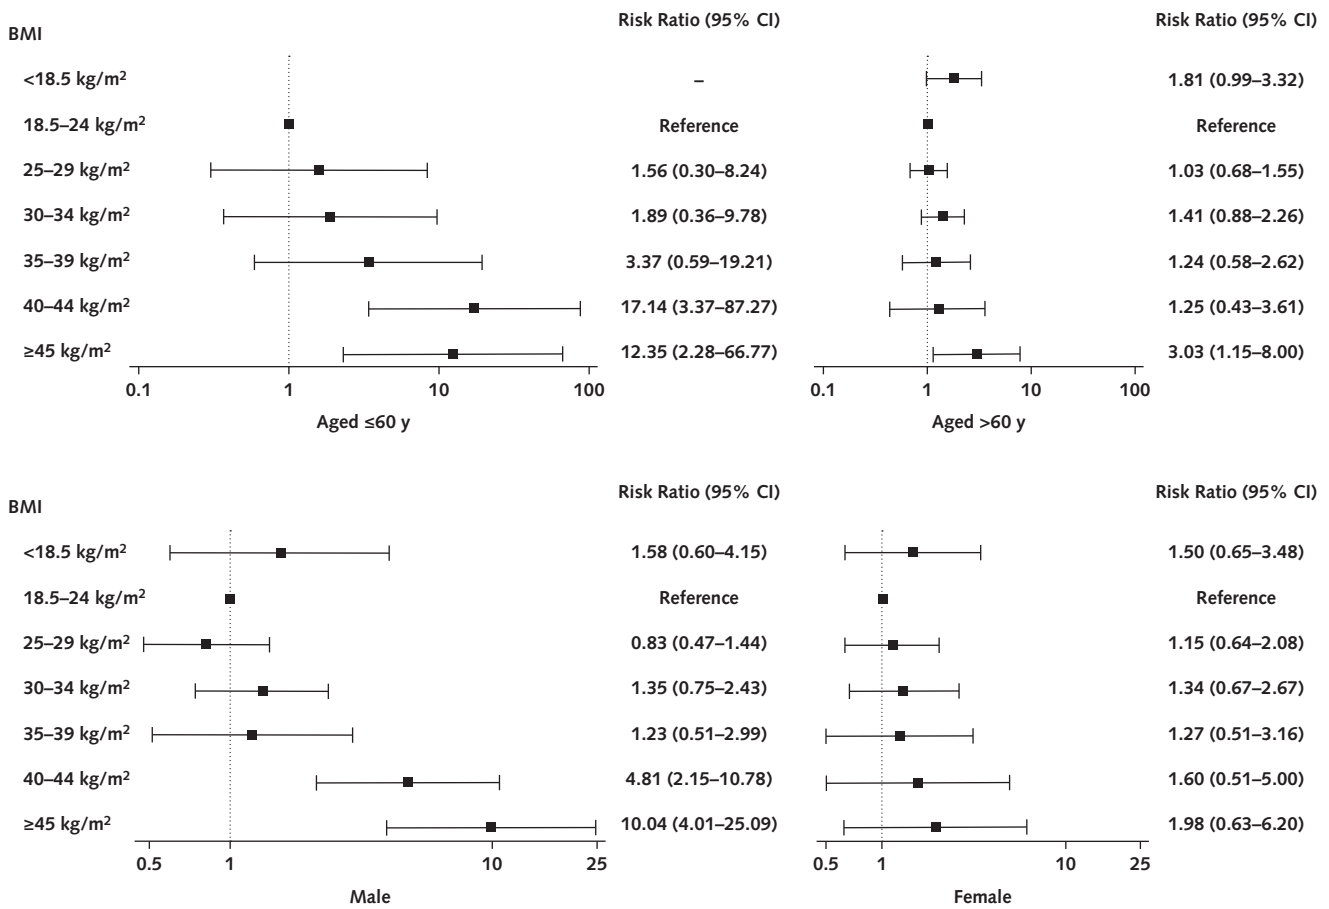 Risk Ratio (95% CI) Risk Ratio (95% CI)
BMI
<18.5 kg/m² – 1.81 (0.99–3.32)
18.5–24 kg/m² Reference Reference
25–29 kg/m² 1.56 (0.30–8.24) 1.03 (0.68–1.55)
30–34 kg/m² 1.89 (0.36–9.78) 1.41 (0.88–2.26)
35–39 kg/m² 3.37 (0.59–19.21) 1.24 (0.58–2.62)
40–44 kg/m² 17.14 (3.37–87.27) 1.25 (0.43–3.61)
≥45 kg/m² 12.35 (2.28–66.77) 3.03 (1.15–8.00)
0.1 1 10 100 0.1 1 10 100
Aged ≤60 y Aged >60 y
Risk Ratio (95% CI) Risk Ratio (95% CI)
BMI
<18.5 kg/m² 1.58 (0.60–4.15) 1.50 (0.65–3.48)
18.5–24 kg/m² Reference Reference
25–29 kg/m² 0.83 (0.47–1.44) 1.15 (0.64–2.08)
30–34 kg/m² 1.35 (0.75–2.43) 1.34 (0.67–2.67)
35–39 kg/m² 1.23 (0.51–2.99) 1.27 (0.51–3.16)
40–44 kg/m² 4.81 (2.15–10.78) 1.60 (0.51–5.00)
≥45 kg/m² 10.04 (4.01–25.09) 1.98 (0.63–6.20)
0.5 1 10 25 0.5 1 10 25
Male Female